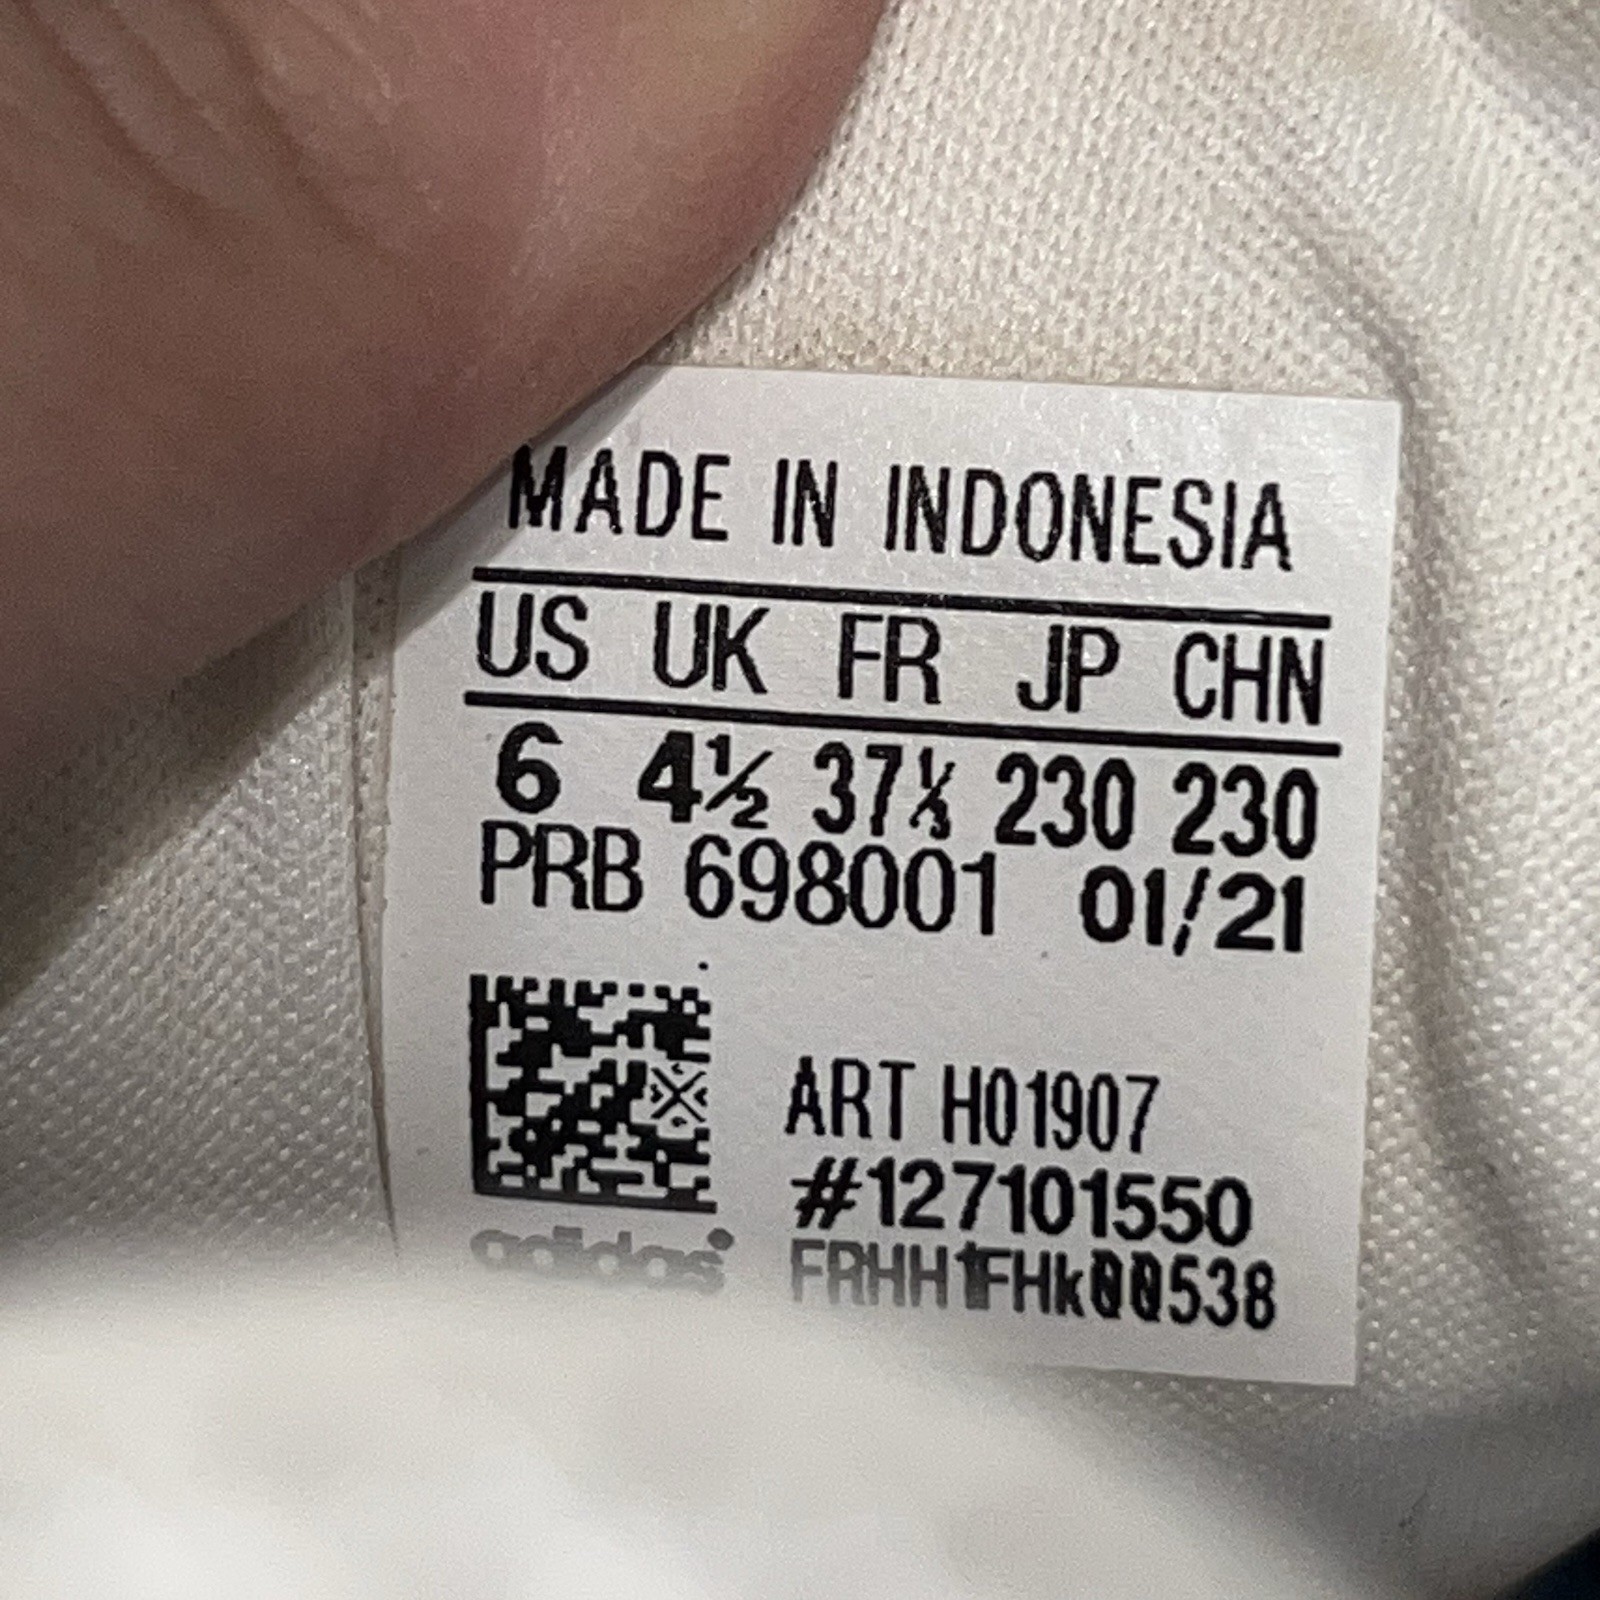 MADE IN INDONESIA
US UK FR JP CHN
6 4½ 37⅓ 230 230
PRB 698001 01/21
ART H01907
#127101550
adidas